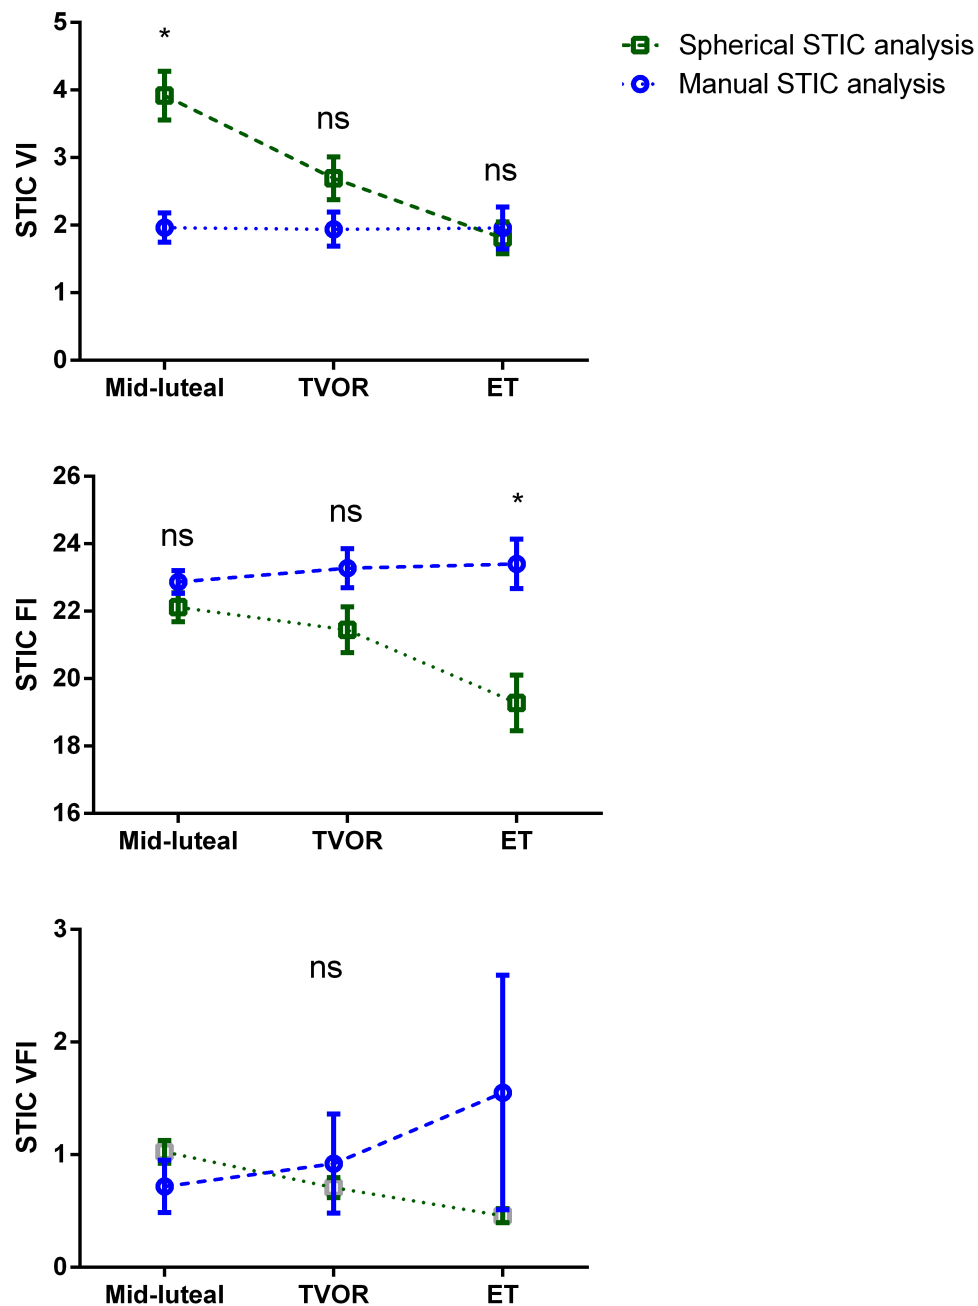 5
4
3
2
1
0
STIC VI
*
ns
ns
Mid-luteal TVOR ET
Spherical STIC analysis
Manual STIC analysis
26
24
22
20
18
16
STIC FI
ns
ns
*
Mid-luteal TVOR ET
3
2
1
0
STIC VFI
ns
Mid-luteal TVOR ET